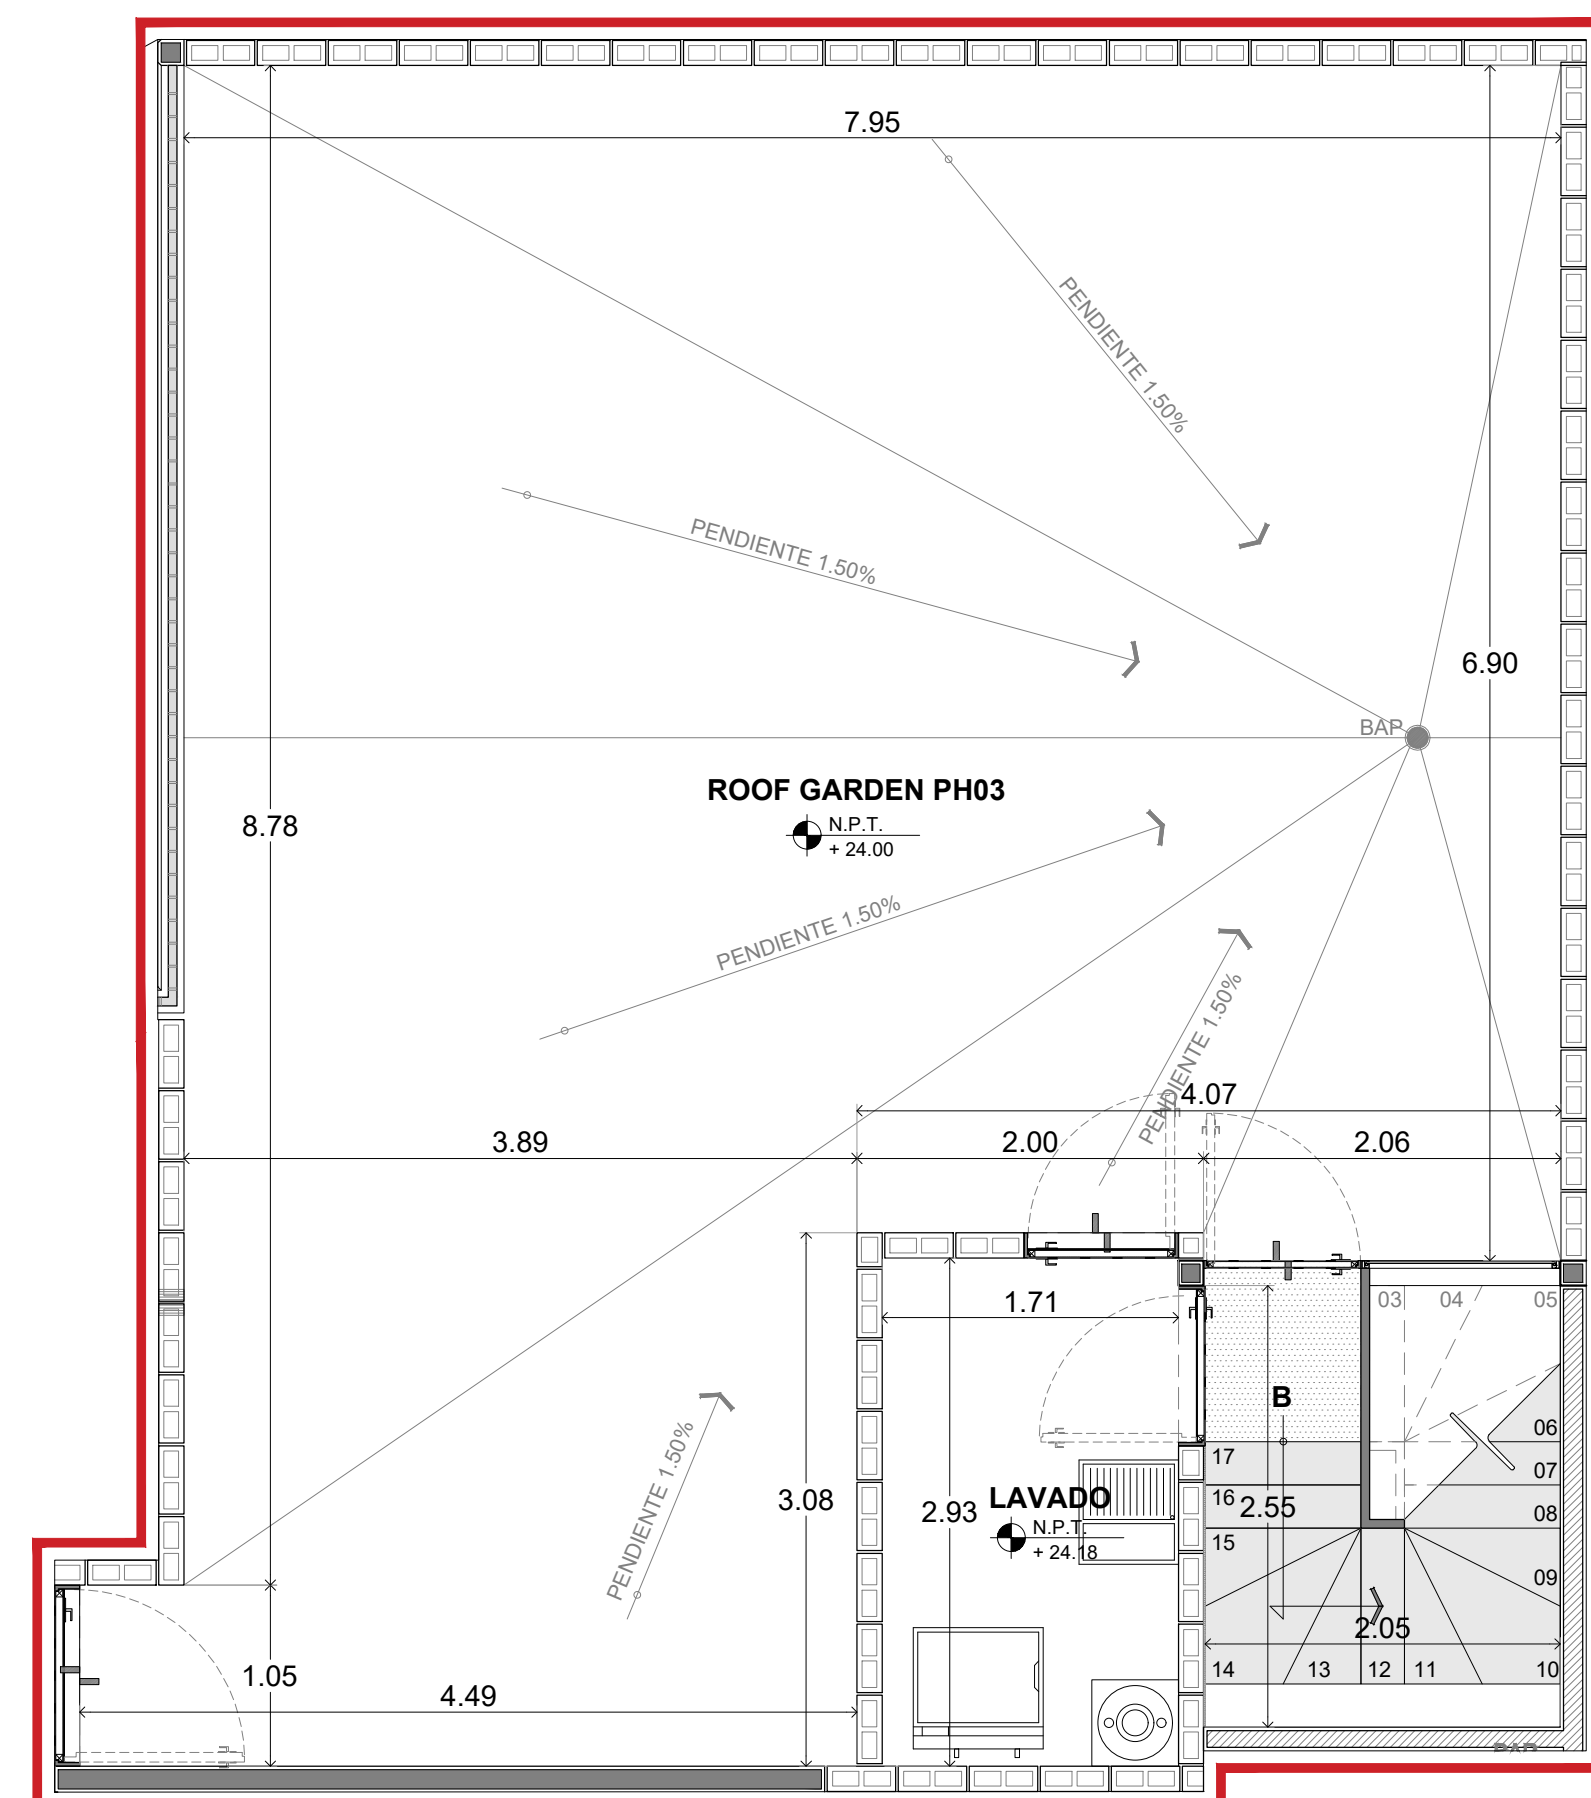 7.95
PENDIENTE 1.50%
PENDIENTE 1.50%
6.90
BAP
ROOF GARDEN PH03
N.P.T.
+ 24.00
8.78
PENDIENTE 1.50%
PENDIENTE 1.50%
4.07
3.89
2.00
2.06
1.71
03
04
05
B
PENDIENTE 1.50%
06
17
07
3.08
2.93
LAVADO
16
2.55
08
N.P.T.
+ 24.18
15
09
2.05
1.05
4.49
14
13
12
11
10